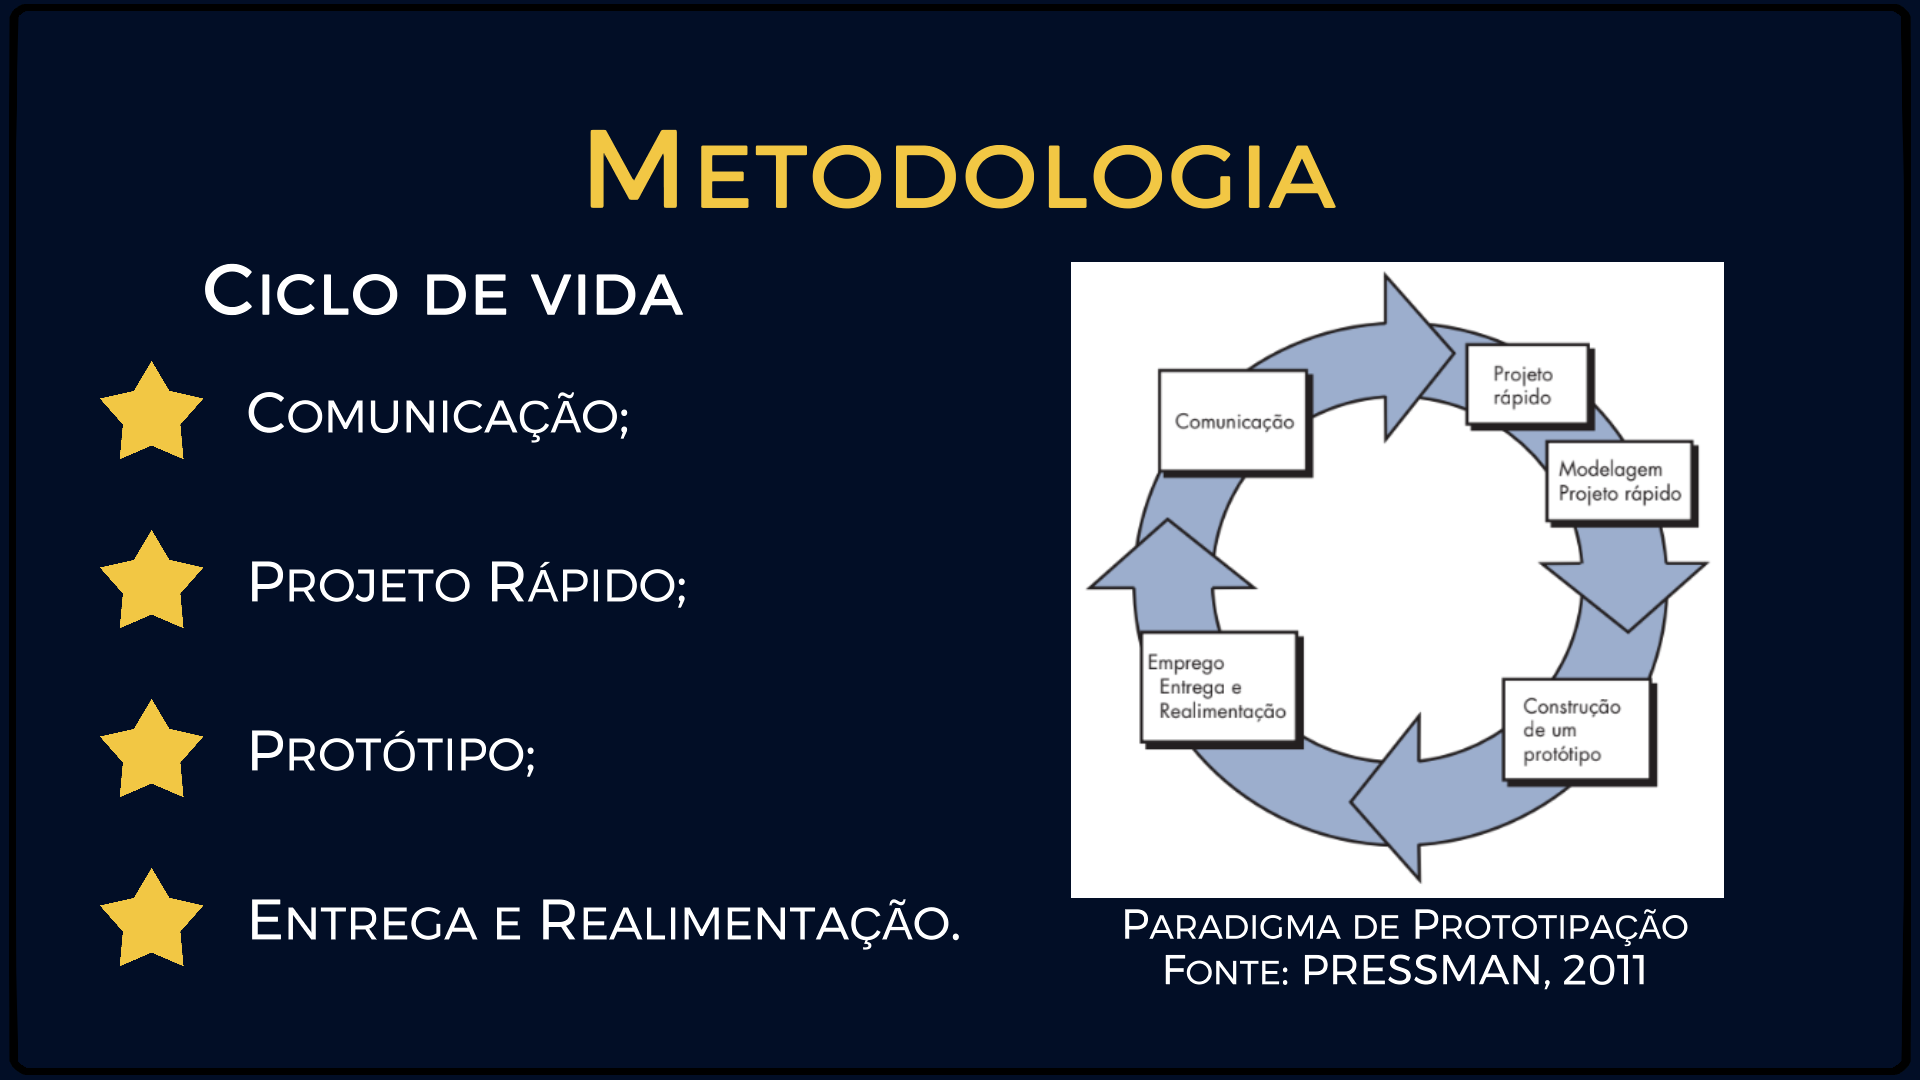 Metodologia
Ciclo de vida
Comunicação;
Projeto Rápido;
Protótipo;
Entrega e Realimentação.
Comunicação
Projeto
rápido
Modelagem
Projeto rápido
Construção
de um
protótipo
Emprego
Entrega e
Realimentação
Paradigma de Prototipação
Fonte: PRESSMAN, 2011